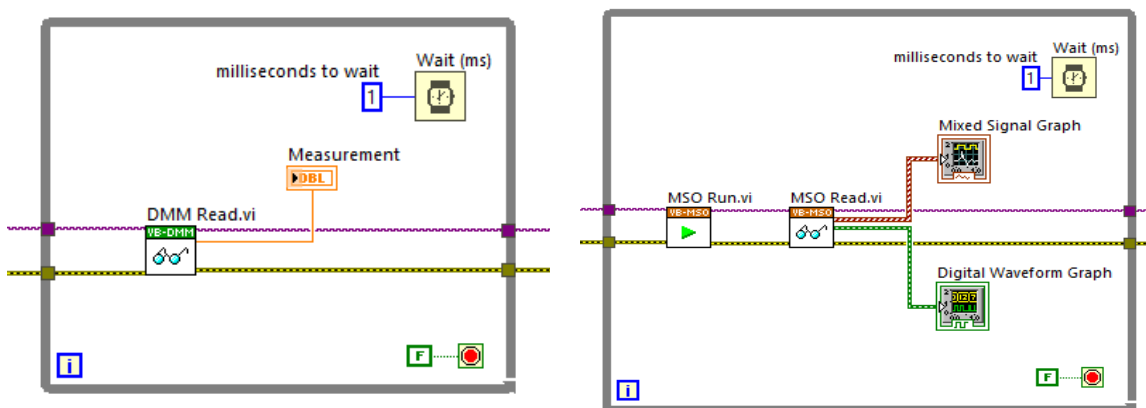 Wait (ms)
milliseconds to wait
1
Measurement
DBL
DMM Read.vi
VB-DMM
i
F
Wait (ms)
milliseconds to wait
1
Mixed Signal Graph
MSO Run.vi
MSO Read.vi
VB-MSO
VB-MSO
Digital Waveform Graph
i
F